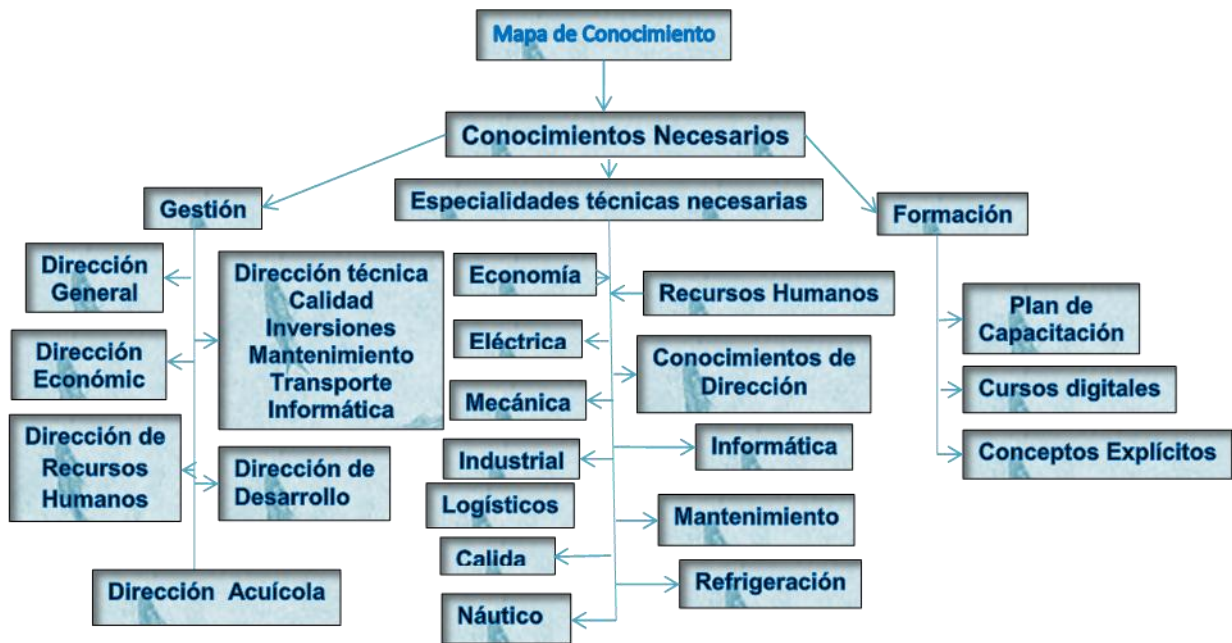 Mapa de Conocimiento
Conocimientos Necesarios
Gestión
Especialidades técnicas necesarias
Formación
Dirección
General
Dirección
Económic
Dirección de
Recursos
Humanos
Dirección técnica
Calidad
Inversiones
Mantenimiento
Transporte
Informática
Dirección de
Desarrollo
Dirección Acuícola
Economía
Eléctrica
Mecánica
Industrial
Logísticos
Calida
Náutico
Recursos Humanos
Conocimientos de
Dirección
Informática
Mantenimiento
Refrigeración
Plan de
Capacitación
Cursos digitales
Conceptos Explícitos